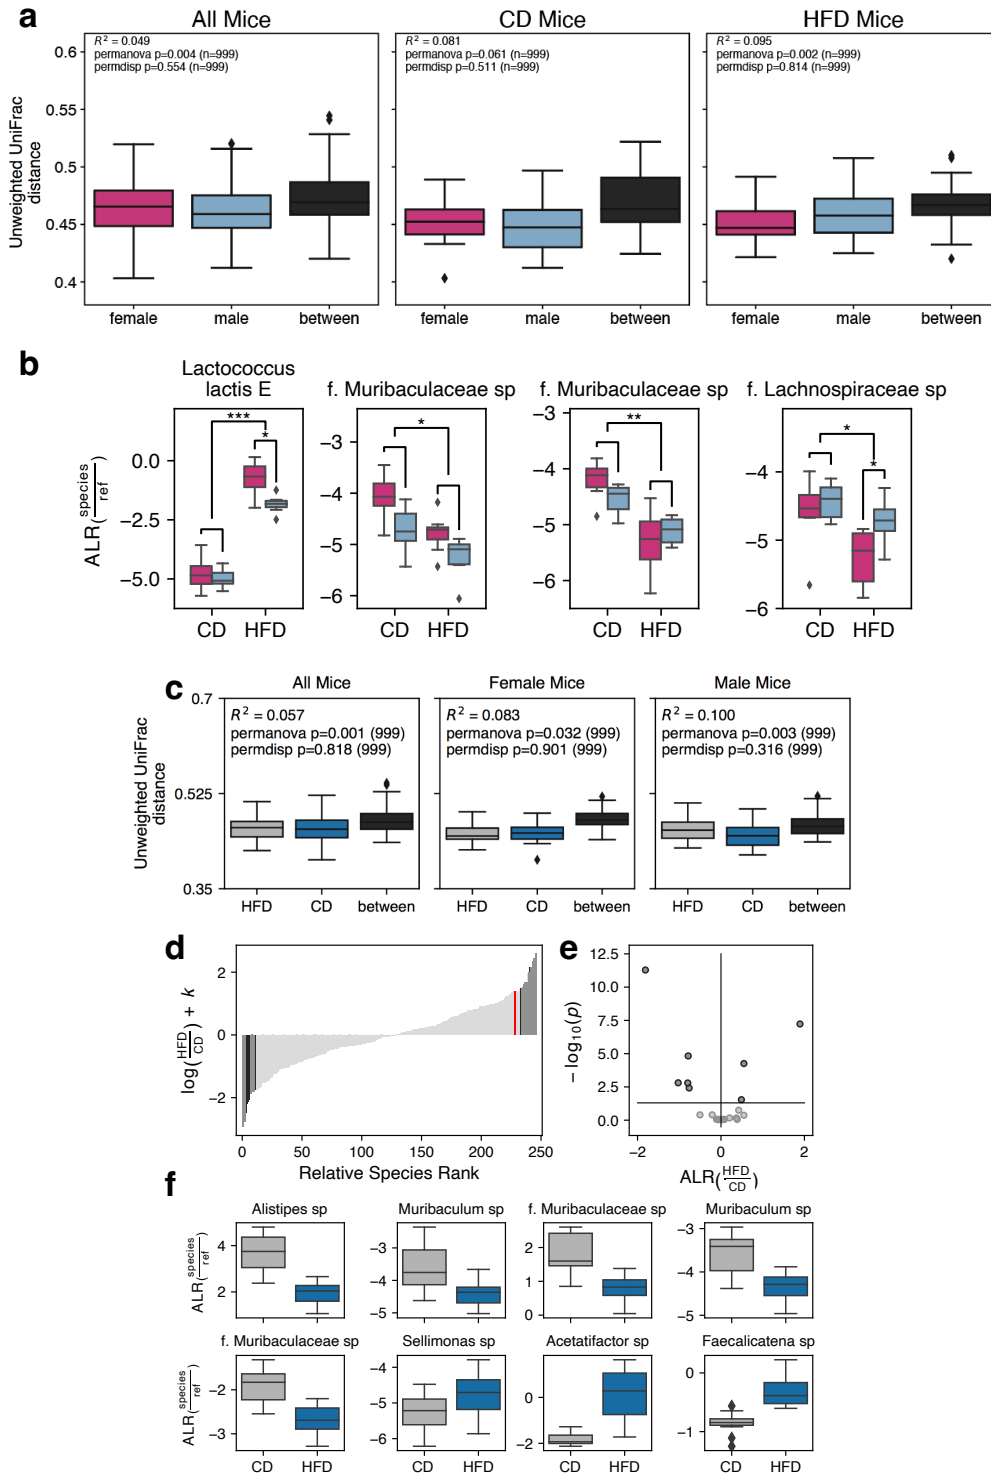 a
All Mice
CD Mice
HFD Mice
R² = 0.049
permanova p=0.004 (n=999)
permdisp p=0.554 (n=999)
R² = 0.081
permanova p=0.061 (n=999)
permdisp p=0.511 (n=999)
R² = 0.095
permanova p=0.002 (n=999)
permdisp p=0.814 (n=999)
Unweighted UniFrac
distance
0.6
0.55
0.5
0.45
0.4
female male between
female male between
female male between
b
Lactococcus
lactis E
f. Muribaculaceae sp
f. Muribaculaceae sp
f. Lachnospiraceae sp
ALR(species/ref)
*** *
*
**
* *
0.0
−2.5
−5.0
−3
−4
−5
−6
−3
−4
−5
−6
−4
−5
−6
CD HFD
CD HFD
CD HFD
CD HFD
c
All Mice
Female Mice
Male Mice
R² = 0.057
permanova p=0.001 (999)
permdisp p=0.818 (999)
R² = 0.083
permanova p=0.032 (999)
permdisp p=0.901 (999)
R² = 0.100
permanova p=0.003 (999)
permdisp p=0.316 (999)
Unweighted UniFrac
distance
0.7
0.525
0.35
HFD CD between
HFD CD between
HFD CD between
d
log(HFD/CD) + k
2
0
−2
0 50 100 150 200 250
Relative Species Rank
e
− log₁₀(p)
12.5
10.0
7.5
5.0
2.5
0.0
−2 0 2
ALR(HFD/CD)
f
Alistipes sp
Muribaculum sp
f. Muribaculaceae sp
Muribaculum sp
ALR(species/ref)
4
2
−3
−4
−5
2
1
0
−3
−4
−5
f. Muribaculaceae sp
Sellimonas sp
Acetatifactor sp
Faecalicatena sp
ALR(species/ref)
−2
−3
−4
−5
−6
0
−2
0
−1
CD HFD
CD HFD
CD HFD
CD HFD